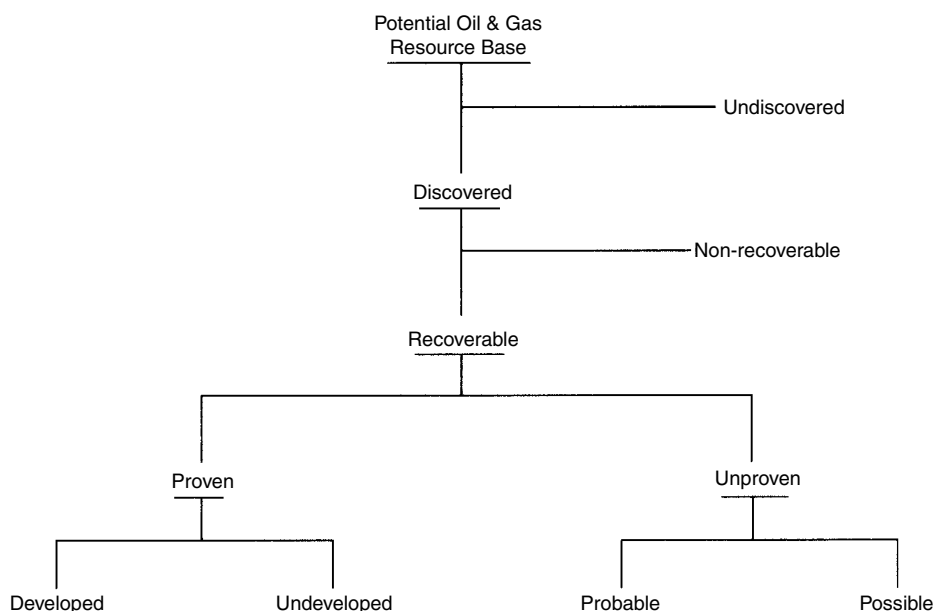 Potential Oil & Gas
Resource Base
Undiscovered
Discovered
Non-recoverable
Recoverable
Proven
Unproven
Developed
Undeveloped
Probable
Possible